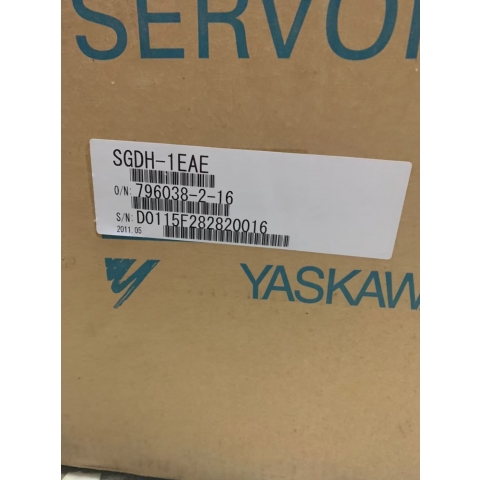 SERVO
SGDH-1EAE
O/N: 796038-2-16
S/N: D0115F282820016
2011.05
YASKAW